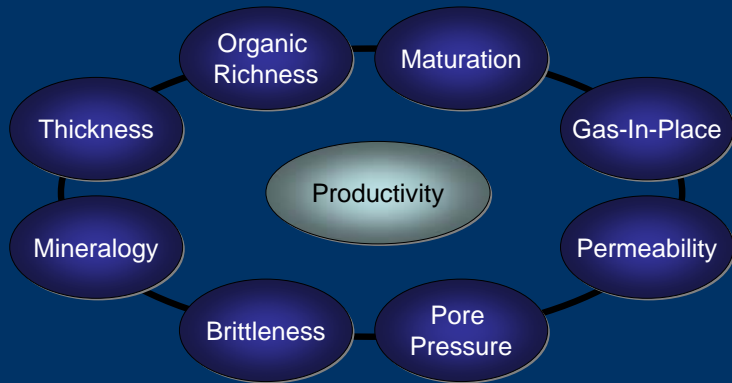 Organic
Richness
Maturation
Thickness
Gas-In-Place
Productivity
Mineralogy
Permeability
Brittleness
Pore
Pressure